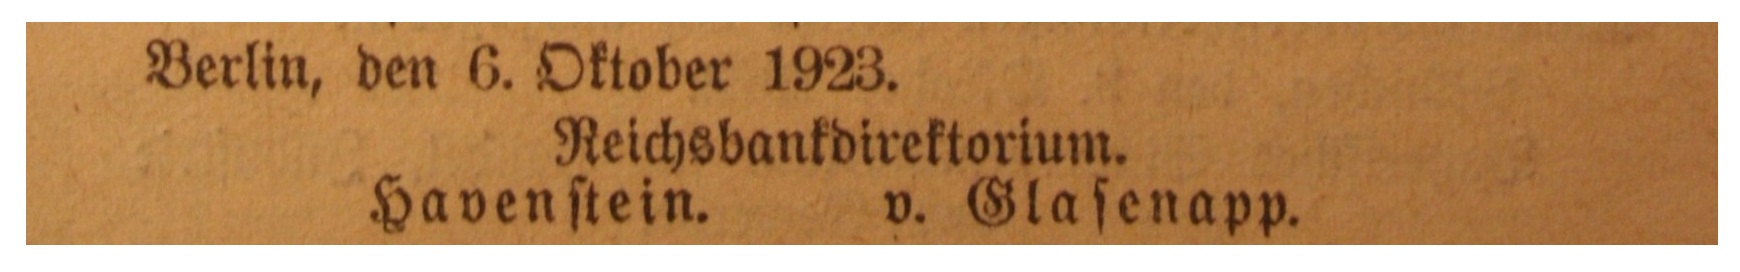 Berlin, den 6. Oktober 1923.
Reichsbankdirektorium.
Havenſtein. v. Glaſenapp.